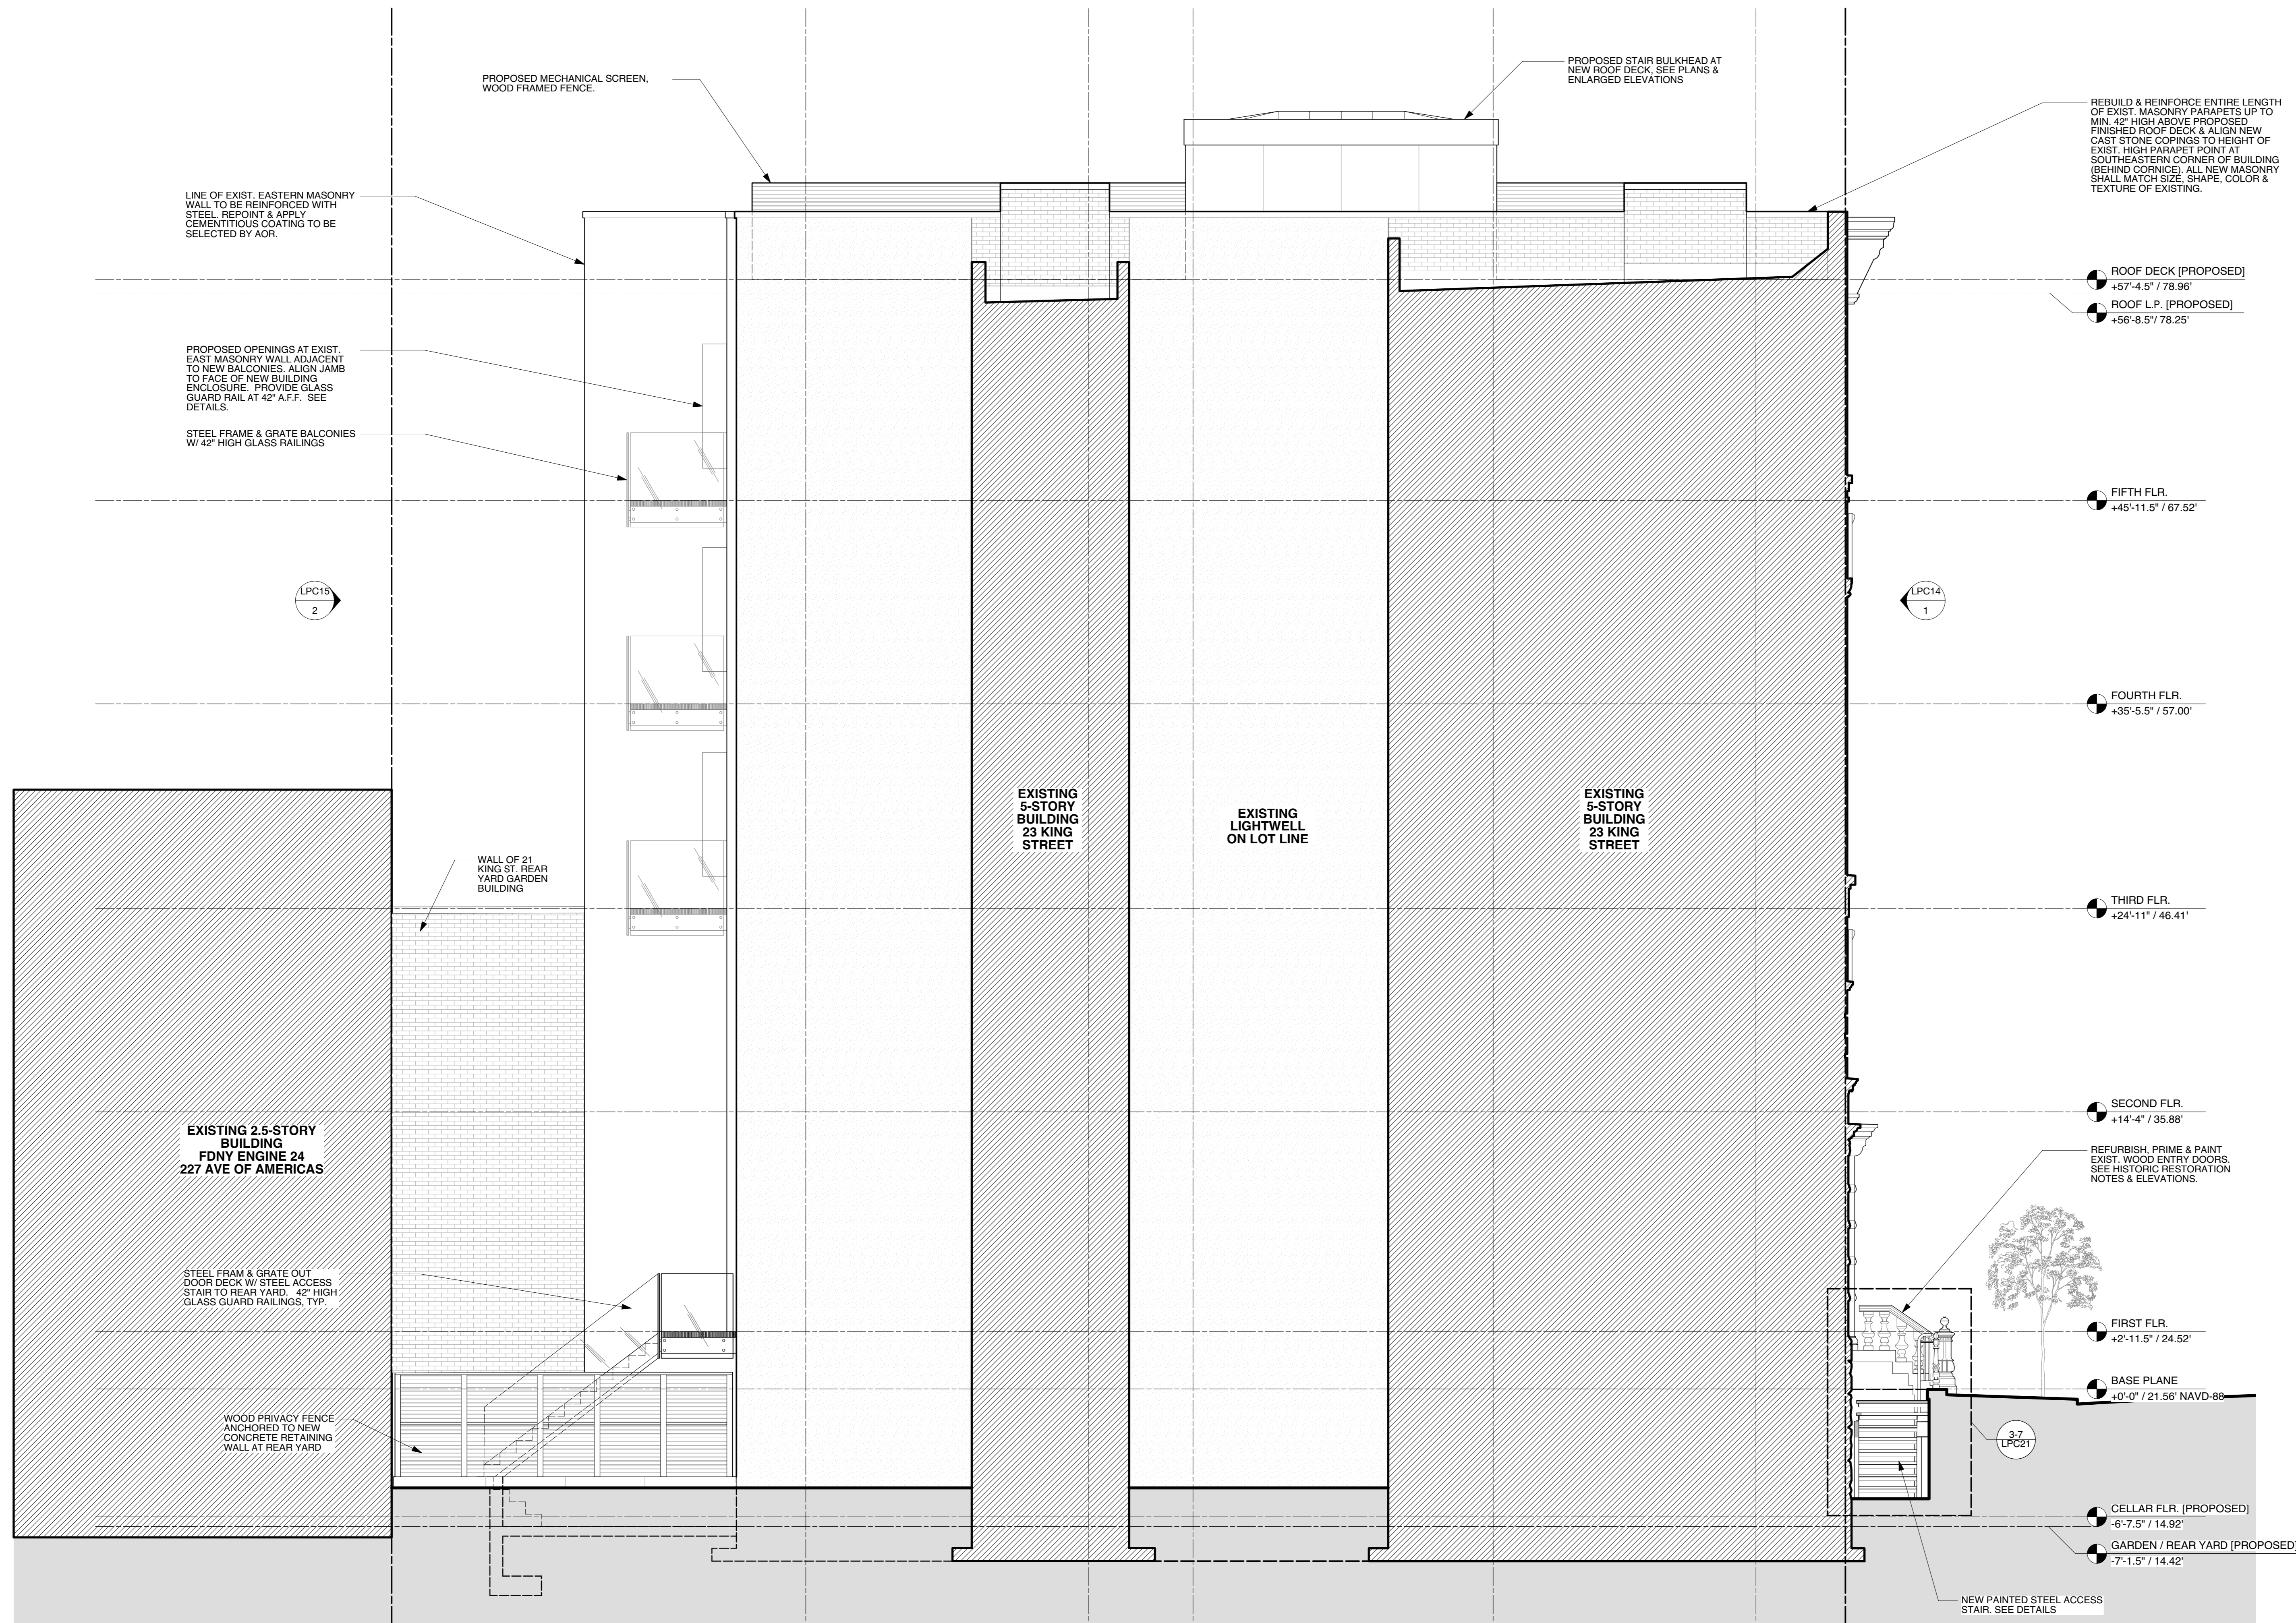 PROPOSED MECHANICAL SCREEN,
WOOD FRAMED FENCE.
PROPOSED STAIR BULKHEAD AT
NEW ROOF DECK, SEE PLANS &
ENLARGED ELEVATIONS
REBUILD & REINFORCE ENTIRE LENGTH
OF EXIST. MASONRY PARAPETS UP TO
MIN. 42" HIGH ABOVE PROPOSED
FINISHED ROOF DECK & ALIGN NEW
CAST STONE COPINGS TO HEIGHT OF
EXIST. HIGH PARAPET POINT AT
SOUTHEASTERN CORNER OF BUILDING
(BEHIND CORNICE). ALL NEW MASONRY
SHALL MATCH SIZE, SHAPE, COLOR &
TEXTURE OF EXISTING.
LINE OF EXIST. EASTERN MASONRY
WALL TO BE REINFORCED WITH
STEEL. REPOINT & APPLY
CEMENTITIOUS COATING TO BE
SELECTED BY AOR.
ROOF DECK [PROPOSED]
+57'-4.5" / 78.96'
ROOF L.P. [PROPOSED]
+56'-8.5"/ 78.25'
PROPOSED OPENINGS AT EXIST.
EAST MASONRY WALL ADJACENT
TO NEW BALCONIES. ALIGN JAMB
TO FACE OF NEW BUILDING
ENCLOSURE. PROVIDE GLASS
GUARD RAIL AT 42" A.F.F. SEE
DETAILS.
STEEL FRAME & GRATE BALCONIES
W/ 42" HIGH GLASS RAILINGS
FIFTH FLR.
+45'-11.5" / 67.52'
LPC15
2
LPC14
1
FOURTH FLR.
+35'-5.5" / 57.00'
EXISTING
5-STORY
BUILDING
23 KING
STREET
EXISTING
LIGHTWELL
ON LOT LINE
EXISTING
5-STORY
BUILDING
23 KING
STREET
WALL OF 21
KING ST. REAR
YARD GARDEN
BUILDING
THIRD FLR.
+24'-11" / 46.41'
SECOND FLR.
+14'-4" / 35.88'
EXISTING 2.5-STORY
BUILDING
FDNY ENGINE 24
227 AVE OF AMERICAS
REFURBISH, PRIME & PAINT
EXIST. WOOD ENTRY DOORS.
SEE HISTORIC RESTORATION
NOTES & ELEVATIONS.
STEEL FRAM & GRATE OUT
DOOR DECK W/ STEEL ACCESS
STAIR TO REAR YARD. 42" HIGH
GLASS GUARD RAILINGS, TYP.
FIRST FLR.
+2'-11.5" / 24.52'
BASE PLANE
+0'-0" / 21.56' NAVD-88
WOOD PRIVACY FENCE
ANCHORED TO NEW
CONCRETE RETAINING
WALL AT REAR YARD
3-7
LPC21
CELLAR FLR. [PROPOSED]
-6'-7.5" / 14.92'
GARDEN / REAR YARD [PROPOSED]
-7'-1.5" / 14.42'
NEW PAINTED STEEL ACCESS
STAIR. SEE DETAILS